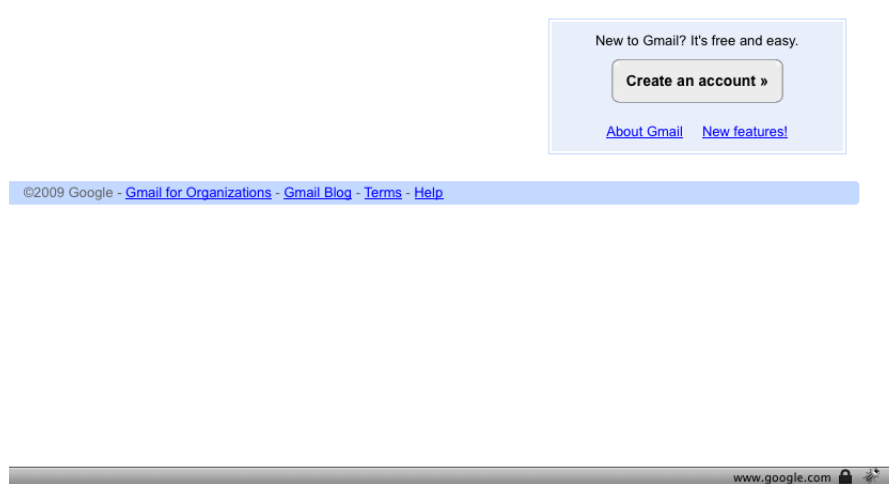 New to Gmail? It's free and easy.
Create an account »
About Gmail New features!
©2009 Google - Gmail for Organizations - Gmail Blog - Terms - Help
www.google.com